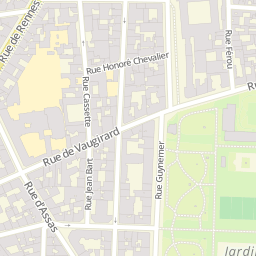 Rue de Rennes
Rue Honoré Chevalier
Rue Férou
Rue Cassette
Rue de Vaugirard
Rue Guynemer
Rue Jean Bart
Rue d'Assas